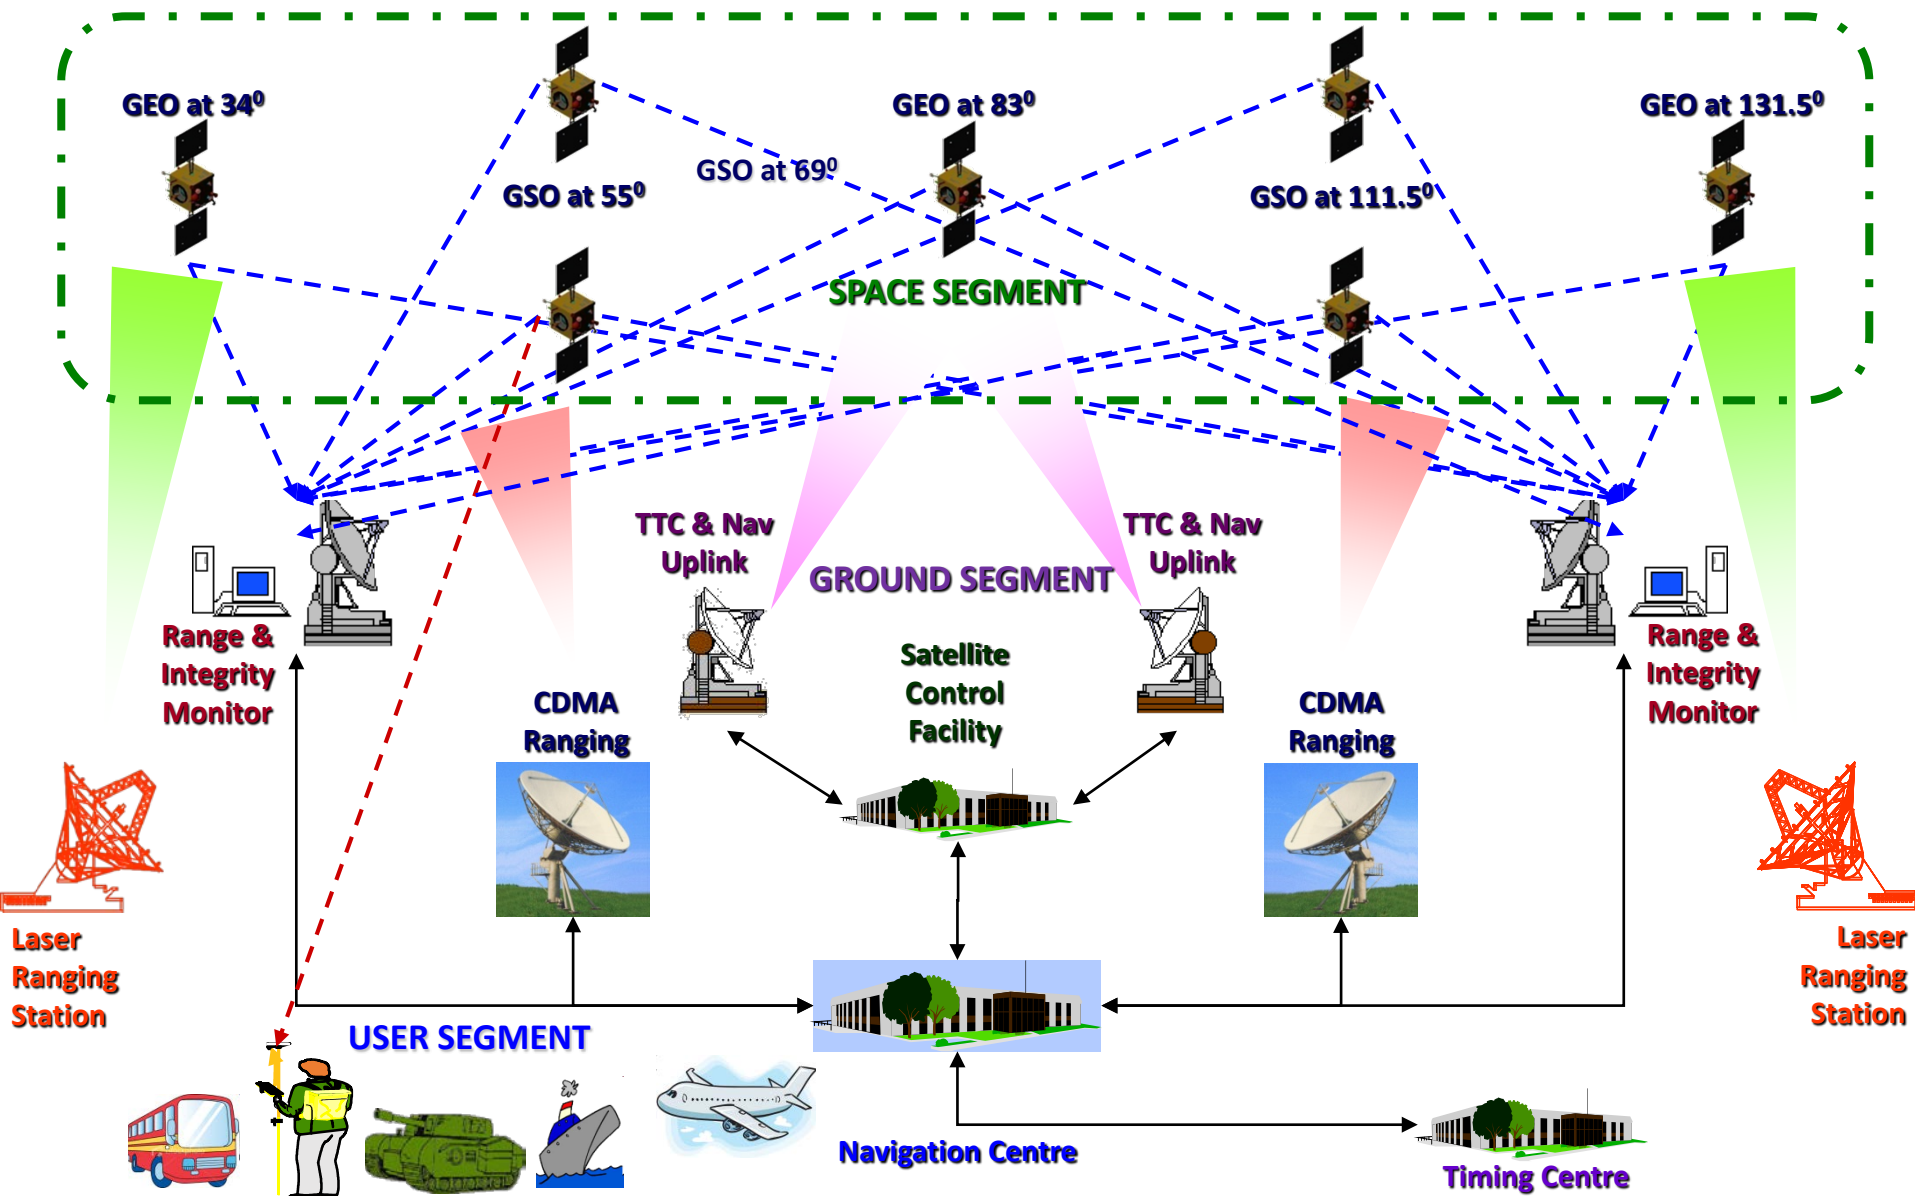 GEO at 34⁰
GEO at 83⁰
GEO at 131.5⁰
GSO at 69⁰
GSO at 55⁰
GSO at 111.5⁰
SPACE SEGMENT
TTC & Nav
Uplink
TTC & Nav
Uplink
GROUND SEGMENT
Range &
Integrity
Monitor
Range &
Integrity
Monitor
Satellite
Control
Facility
CDMA
Ranging
CDMA
Ranging
Laser
Ranging
Station
Laser
Ranging
Station
USER SEGMENT
Navigation Centre
Timing Centre